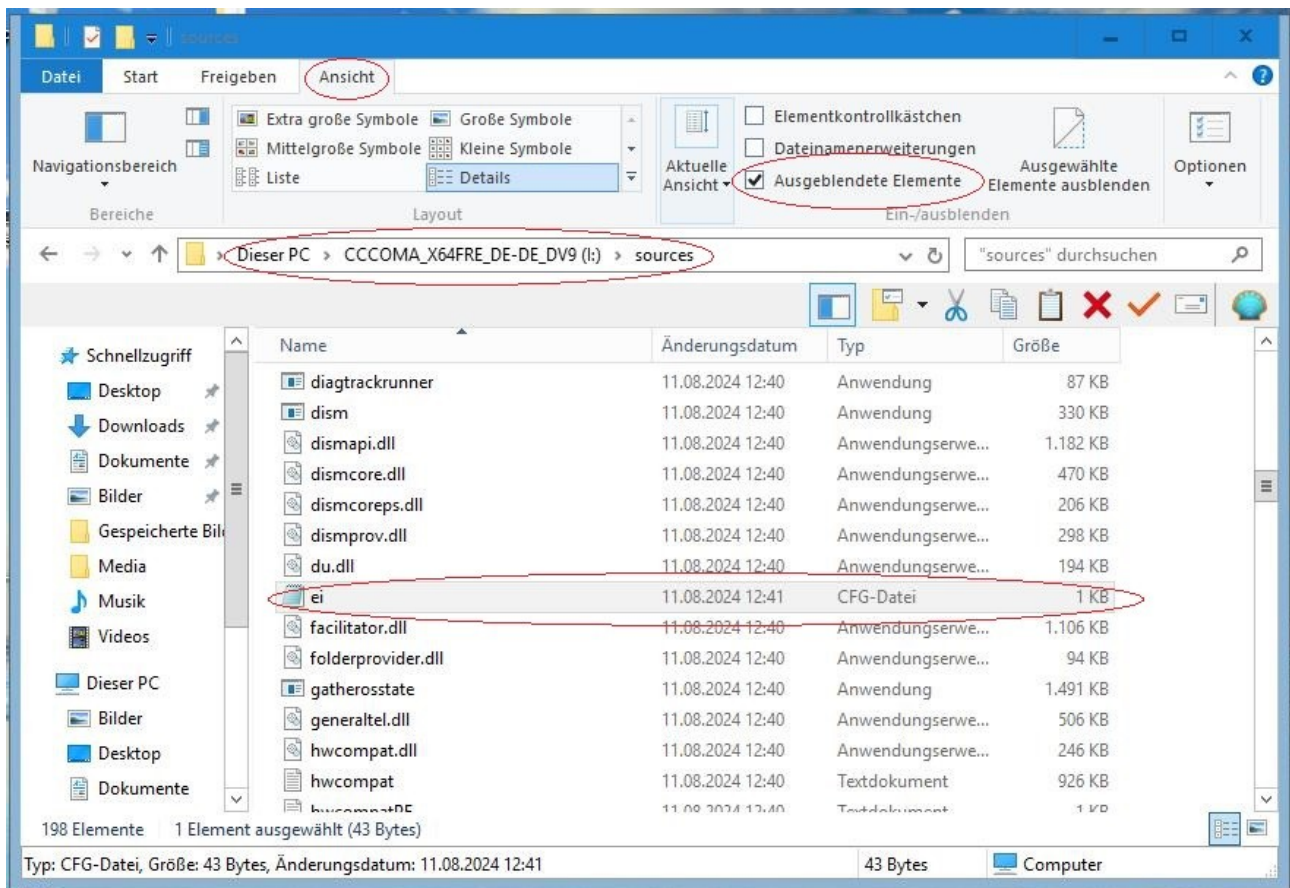 sources
Datei Start Freigeben Ansicht
Extra große Symbole Große Symbole
Mittelgroße Symbole Kleine Symbole
Liste Details
Navigationsbereich
Aktuelle Ansicht
Elementkontrollkästchen
Dateinamenerweiterungen
Ausgeblendete Elemente
Ausgewählte
Elemente ausblenden
Optionen
Bereiche Layout Ein-/ausblenden
Dieser PC › CCCOMA_X64FRE_DE-DE_DV9 (I:) › sources
"sources" durchsuchen
Schnellzugriff
Desktop
Downloads
Dokumente
Bilder
Gespeicherte Bil
Media
Musik
Videos
Dieser PC
Bilder
Desktop
Dokumente
Name Änderungsdatum Typ Größe
diagtrackrunner 11.08.2024 12:40 Anwendung 87 KB
dism 11.08.2024 12:40 Anwendung 330 KB
dismapi.dll 11.08.2024 12:40 Anwendungserwe... 1.182 KB
dismcore.dll 11.08.2024 12:40 Anwendungserwe... 470 KB
dismcoreps.dll 11.08.2024 12:40 Anwendungserwe... 206 KB
dismprov.dll 11.08.2024 12:40 Anwendungserwe... 298 KB
du.dll 11.08.2024 12:40 Anwendungserwe... 194 KB
ei 11.08.2024 12:41 CFG-Datei 1 KB
facilitator.dll 11.08.2024 12:40 Anwendungserwe... 1.106 KB
folderprovider.dll 11.08.2024 12:40 Anwendungserwe... 94 KB
gatherosstate 11.08.2024 12:40 Anwendung 1.491 KB
generaltel.dll 11.08.2024 12:40 Anwendungserwe... 506 KB
hwcompat.dll 11.08.2024 12:40 Anwendungserwe... 246 KB
hwcompat 11.08.2024 12:40 Textdokument 926 KB
hwcompatPE 11.08.2024 12:40 Textdokument 1 KB
198 Elemente 1 Element ausgewählt (43 Bytes)
Typ: CFG-Datei, Größe: 43 Bytes, Änderungsdatum: 11.08.2024 12:41 43 Bytes Computer